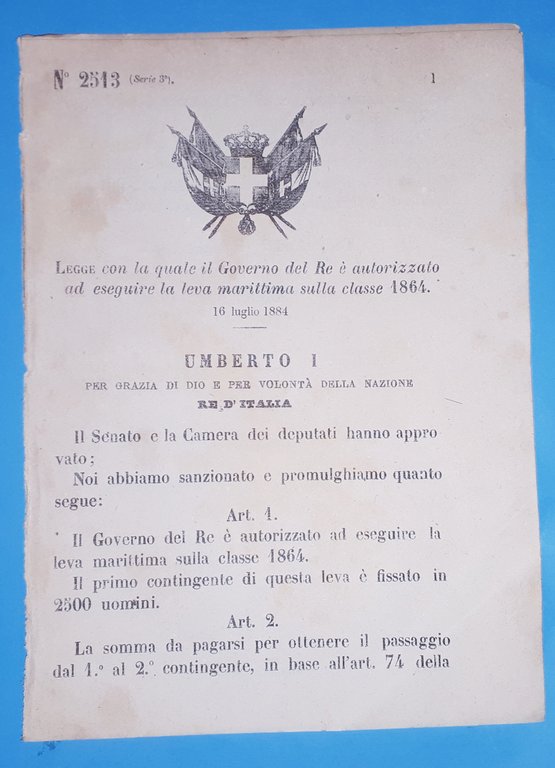 N° 2513 (Serie 3ª). 1
LEGGE con la quale il Governo del Re è autorizzato
ad eseguire la leva marittima sulla classe 1864.
16 luglio 1884
UMBERTO I
PER GRAZIA DI DIO E PER VOLONTÀ DELLA NAZIONE
RE D'ITALIA
Il Senato e la Camera dei deputati hanno appro
vato;
Noi abbiamo sanzionato e promulghiamo quanto
segue:
Art. 1.
Il Governo del Re è autorizzato ad eseguire la
leva marittima sulla classe 1864.
Il primo contingente di questa leva è fissato in
2500 uomini.
Art. 2.
La somma da pagarsi per ottenere il passaggio
dal 1.° al 2.° contingente, in base all'art. 74 della